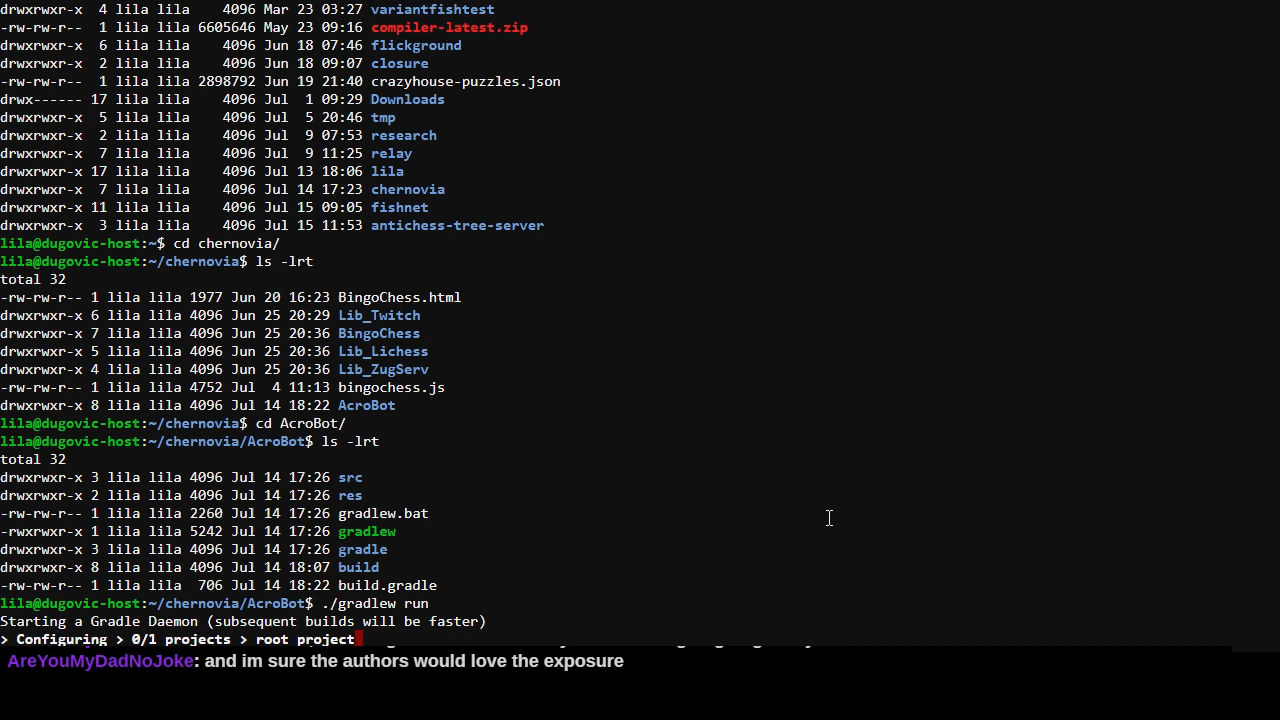 drwxrwxr-x  4 lila lila    4096 Mar 23 03:27 variantfishtest
-rw-rw-r--  1 lila lila 6605646 May 23 09:16 compiler-latest.zip
drwxrwxr-x  6 lila lila    4096 Jun 18 07:46 flickground
drwxrwxr-x  2 lila lila    4096 Jun 18 09:07 closure
-rw-rw-r--  1 lila lila 2898792 Jun 19 21:40 crazyhouse-puzzles.json
drwx------ 17 lila lila    4096 Jul  1 09:29 Downloads
drwxrwxr-x  5 lila lila    4096 Jul  5 20:46 tmp
drwxrwxr-x  2 lila lila    4096 Jul  9 07:53 research
drwxrwxr-x  7 lila lila    4096 Jul  9 11:25 relay
drwxrwxr-x 17 lila lila    4096 Jul 13 18:06 lila
drwxrwxr-x  7 lila lila    4096 Jul 14 17:23 chernovia
drwxrwxr-x 11 lila lila    4096 Jul 15 09:05 fishnet
drwxrwxr-x  3 lila lila    4096 Jul 15 11:53 antichess-tree-server
lila@dugovic-host:~$ cd chernovia/
lila@dugovic-host:~/chernovia$ ls -lrt
total 32
-rw-rw-r-- 1 lila lila 1977 Jun 20 16:23 BingoChess.html
drwxrwxr-x 6 lila lila 4096 Jun 25 20:29 Lib_Twitch
drwxrwxr-x 7 lila lila 4096 Jun 25 20:36 BingoChess
drwxrwxr-x 5 lila lila 4096 Jun 25 20:36 Lib_Lichess
drwxrwxr-x 4 lila lila 4096 Jun 25 20:36 Lib_ZugServ
-rw-rw-r-- 1 lila lila 4752 Jul  4 11:13 bingochess.js
drwxrwxr-x 8 lila lila 4096 Jul 14 18:22 AcroBot
lila@dugovic-host:~/chernovia$ cd AcroBot/
lila@dugovic-host:~/chernovia/AcroBot$ ls -lrt
total 32
drwxrwxr-x 3 lila lila 4096 Jul 14 17:26 src
drwxrwxr-x 2 lila lila 4096 Jul 14 17:26 res
-rw-rw-r-- 1 lila lila 2260 Jul 14 17:26 gradlew.bat
-rwxrwxr-x 1 lila lila 5242 Jul 14 17:26 gradlew
drwxrwxr-x 3 lila lila 4096 Jul 14 17:26 gradle
drwxrwxr-x 8 lila lila 4096 Jul 14 18:07 build
-rw-rw-r-- 1 lila lila  706 Jul 14 18:22 build.gradle
lila@dugovic-host:~/chernovia/AcroBot$ ./gradlew run
Starting a Gradle Daemon (subsequent builds will be faster)
> Configuring > 0/1 projects > root project
AreYouMyDadNoJoke: and im sure the authors would love the exposure